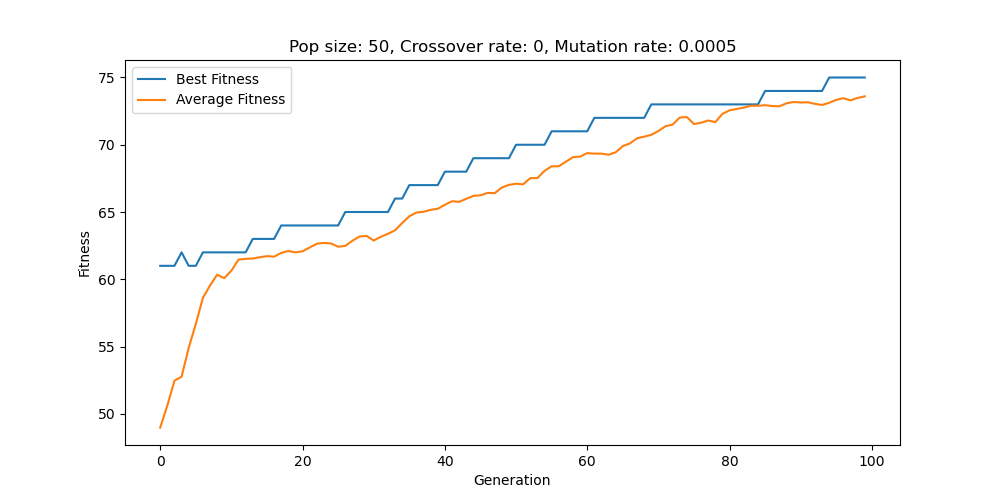 Pop size: 50, Crossover rate: 0, Mutation rate: 0.0005
Best Fitness
Average Fitness
75
70
65
60
55
50
Fitness
0 20 40 60 80 100
Generation